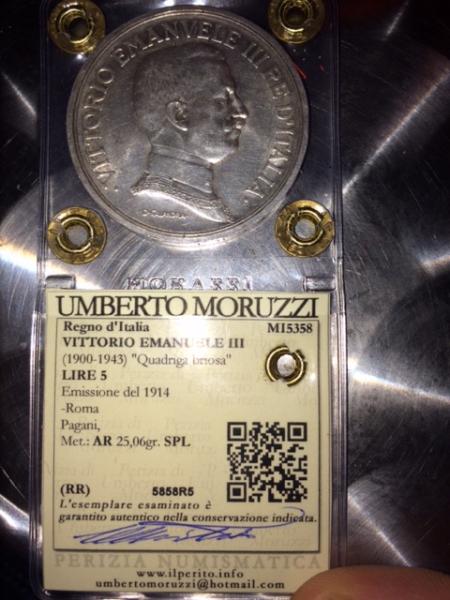 · VITTORIO EMANUELE III RE D'ITALIA ·
UMBERTO MORUZZI
Regno d'Italia MI5358
VITTORIO EMANUELE III
(1900-1943) "Quadriga briosa"
LIRE 5
Emissione del 1914
-Roma
Pagani,
Met.: AR 25,06gr. SPL
(RR) 5858R5
L'esemplare esaminato è
garantito autentico nella conservazione indicata.
PERIZIA NUMISMATICA
www.ilperito.info
umbertomoruzzi@hotmail.com